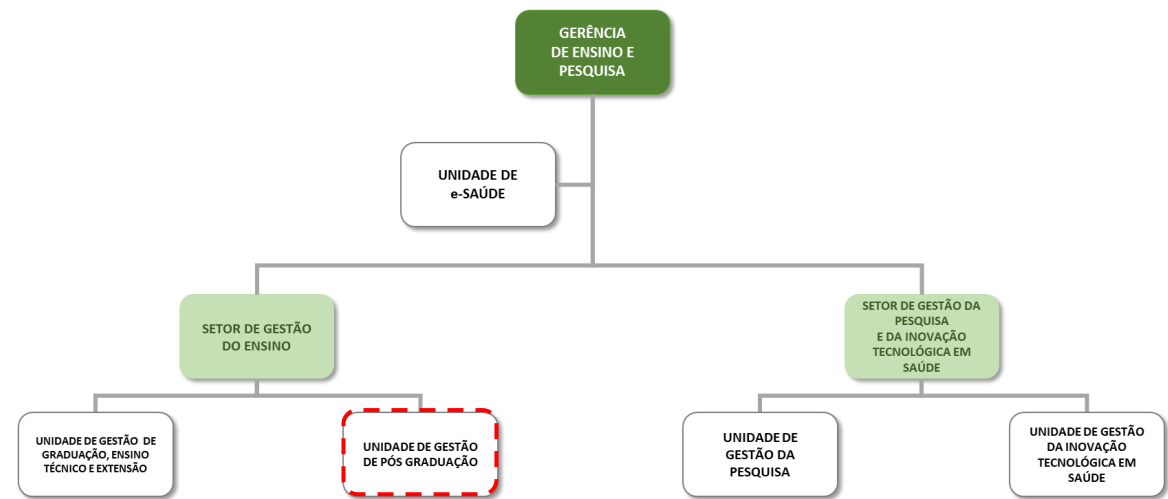 GERÊNCIA
DE ENSINO E
PESQUISA
UNIDADE DE
e-SAÚDE
SETOR DE GESTÃO
DO ENSINO
SETOR DE GESTÃO DA
PESQUISA
E DA INOVAÇÃO
TECNOLÓGICA EM
SAÚDE
UNIDADE DE GESTÃO DE
GRADUAÇÃO, ENSINO
TÉCNICO E EXTENSÃO
UNIDADE DE GESTÃO
DE PÓS GRADUAÇÃO
UNIDADE DE
GESTÃO DA
PESQUISA
UNIDADE DE GESTÃO
DA INOVAÇÃO
TECNOLÓGICA EM
SAÚDE